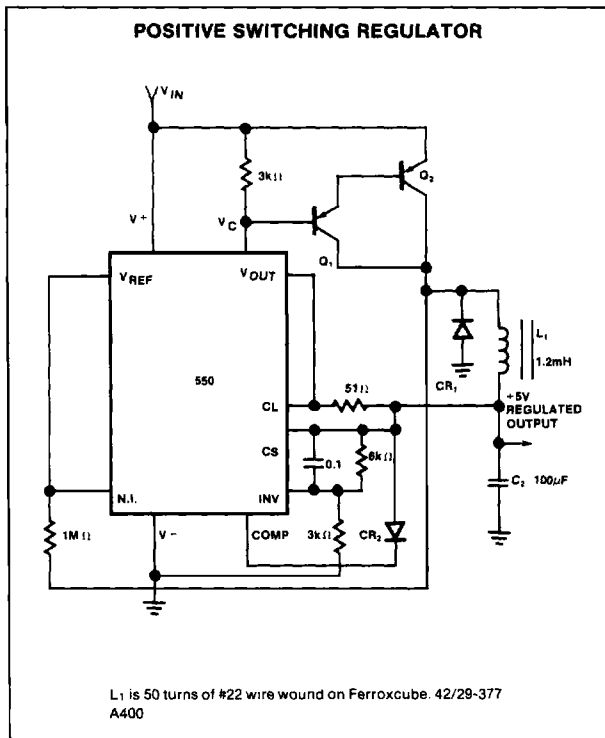 POSITIVE SWITCHING REGULATOR
VIN
3kΩ
Q2
V+
VC
Q1
VREF
VOUT
L1
1.2mH
550
51Ω
CR1
+5V
REGULATED
OUTPUT
CL
CS
0.1
6kΩ
C2 100µF
N.I.
INV
1MΩ
V−
COMP
3kΩ
CR2
L1 is 50 turns of #22 wire wound on Ferroxcube. 42/29-377
A400